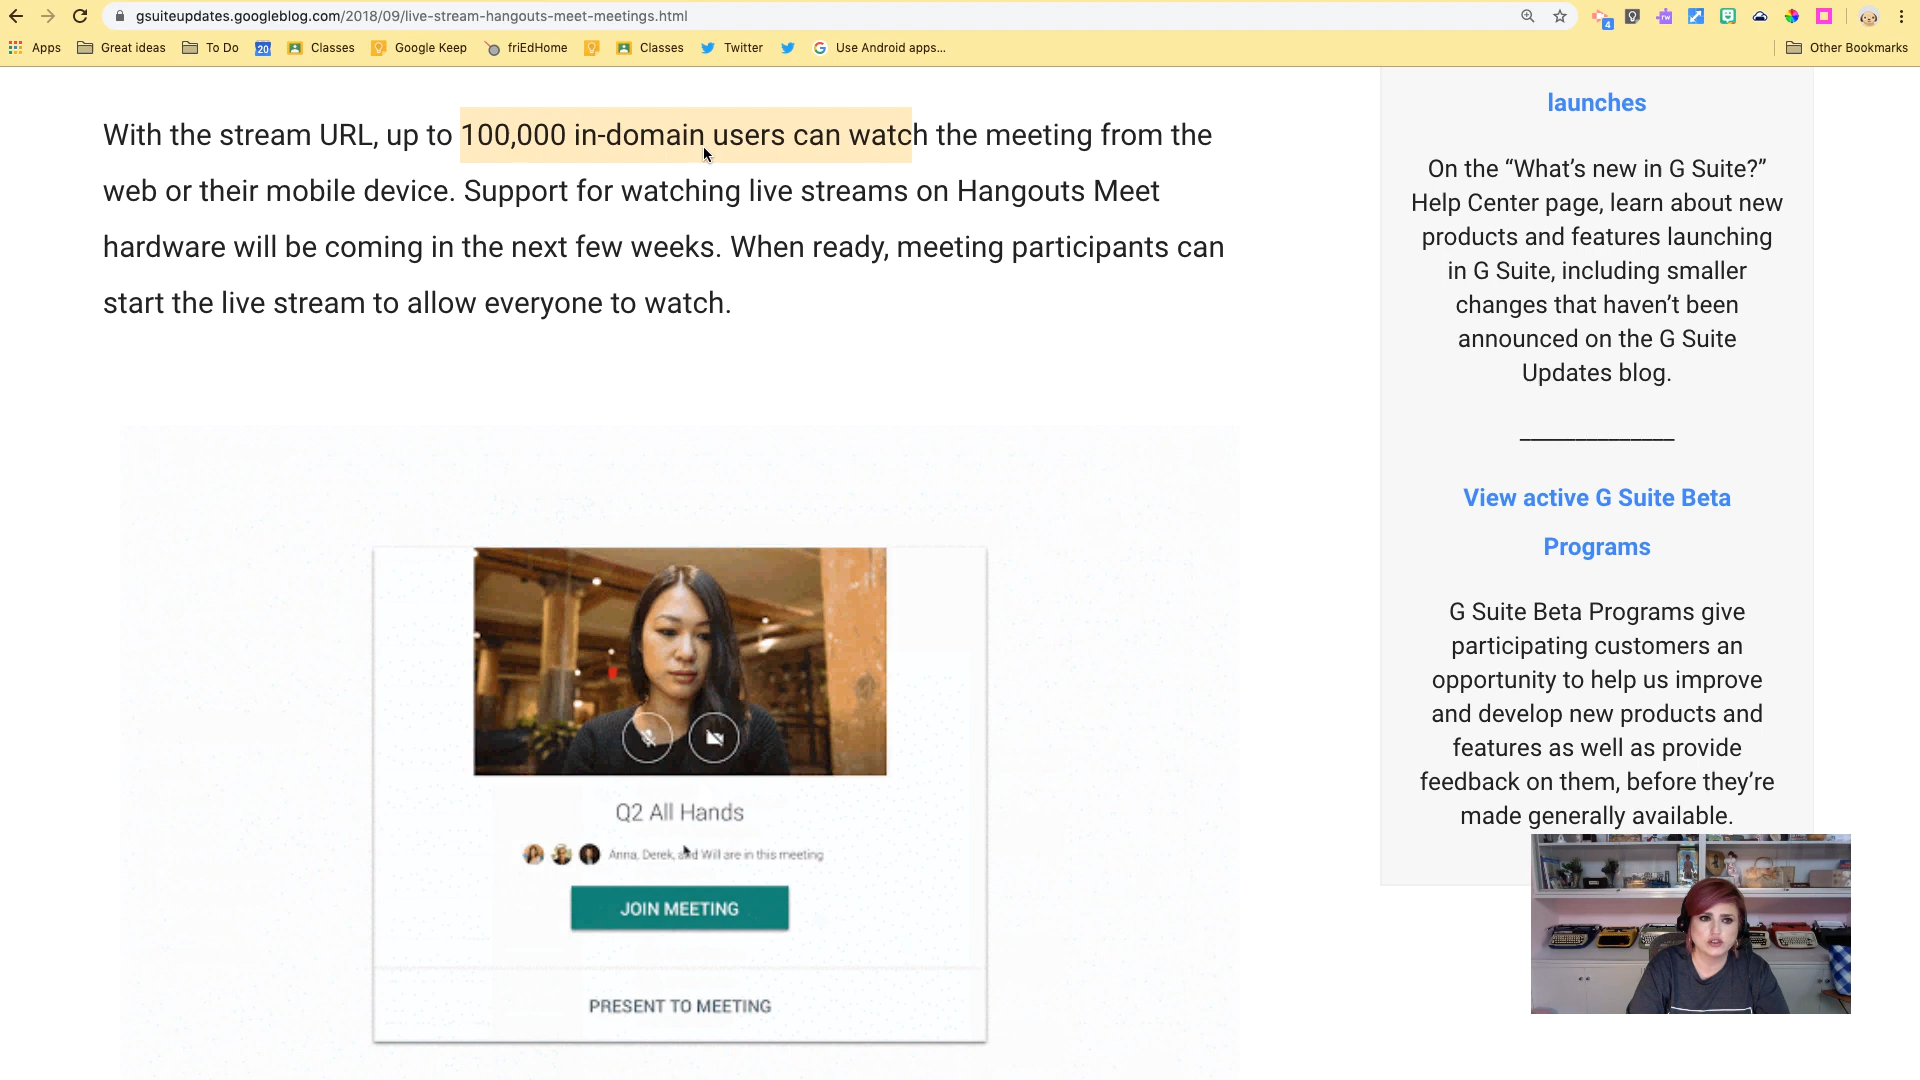 gsuiteupdates.googleblog.com/2018/09/live-stream-hangouts-meet-meetings.html
4
Apps Great ideas To Do 20 Classes Google Keep friEdHome Classes Twitter Use Android apps... Other Bookmarks
With the stream URL, up to 100,000 in-domain users can watch the meeting from the
web or their mobile device. Support for watching live streams on Hangouts Meet
hardware will be coming in the next few weeks. When ready, meeting participants can
start the live stream to allow everyone to watch.
Q2 All Hands
Anna, Derek, and Will are in this meeting
JOIN MEETING
PRESENT TO MEETING
launches
On the “What’s new in G Suite?”
Help Center page, learn about new
products and features launching
in G Suite, including smaller
changes that haven’t been
announced on the G Suite
Updates blog.
______________
View active G Suite Beta
Programs
G Suite Beta Programs give
participating customers an
opportunity to help us improve
and develop new products and
features as well as provide
feedback on them, before they’re
made generally available.